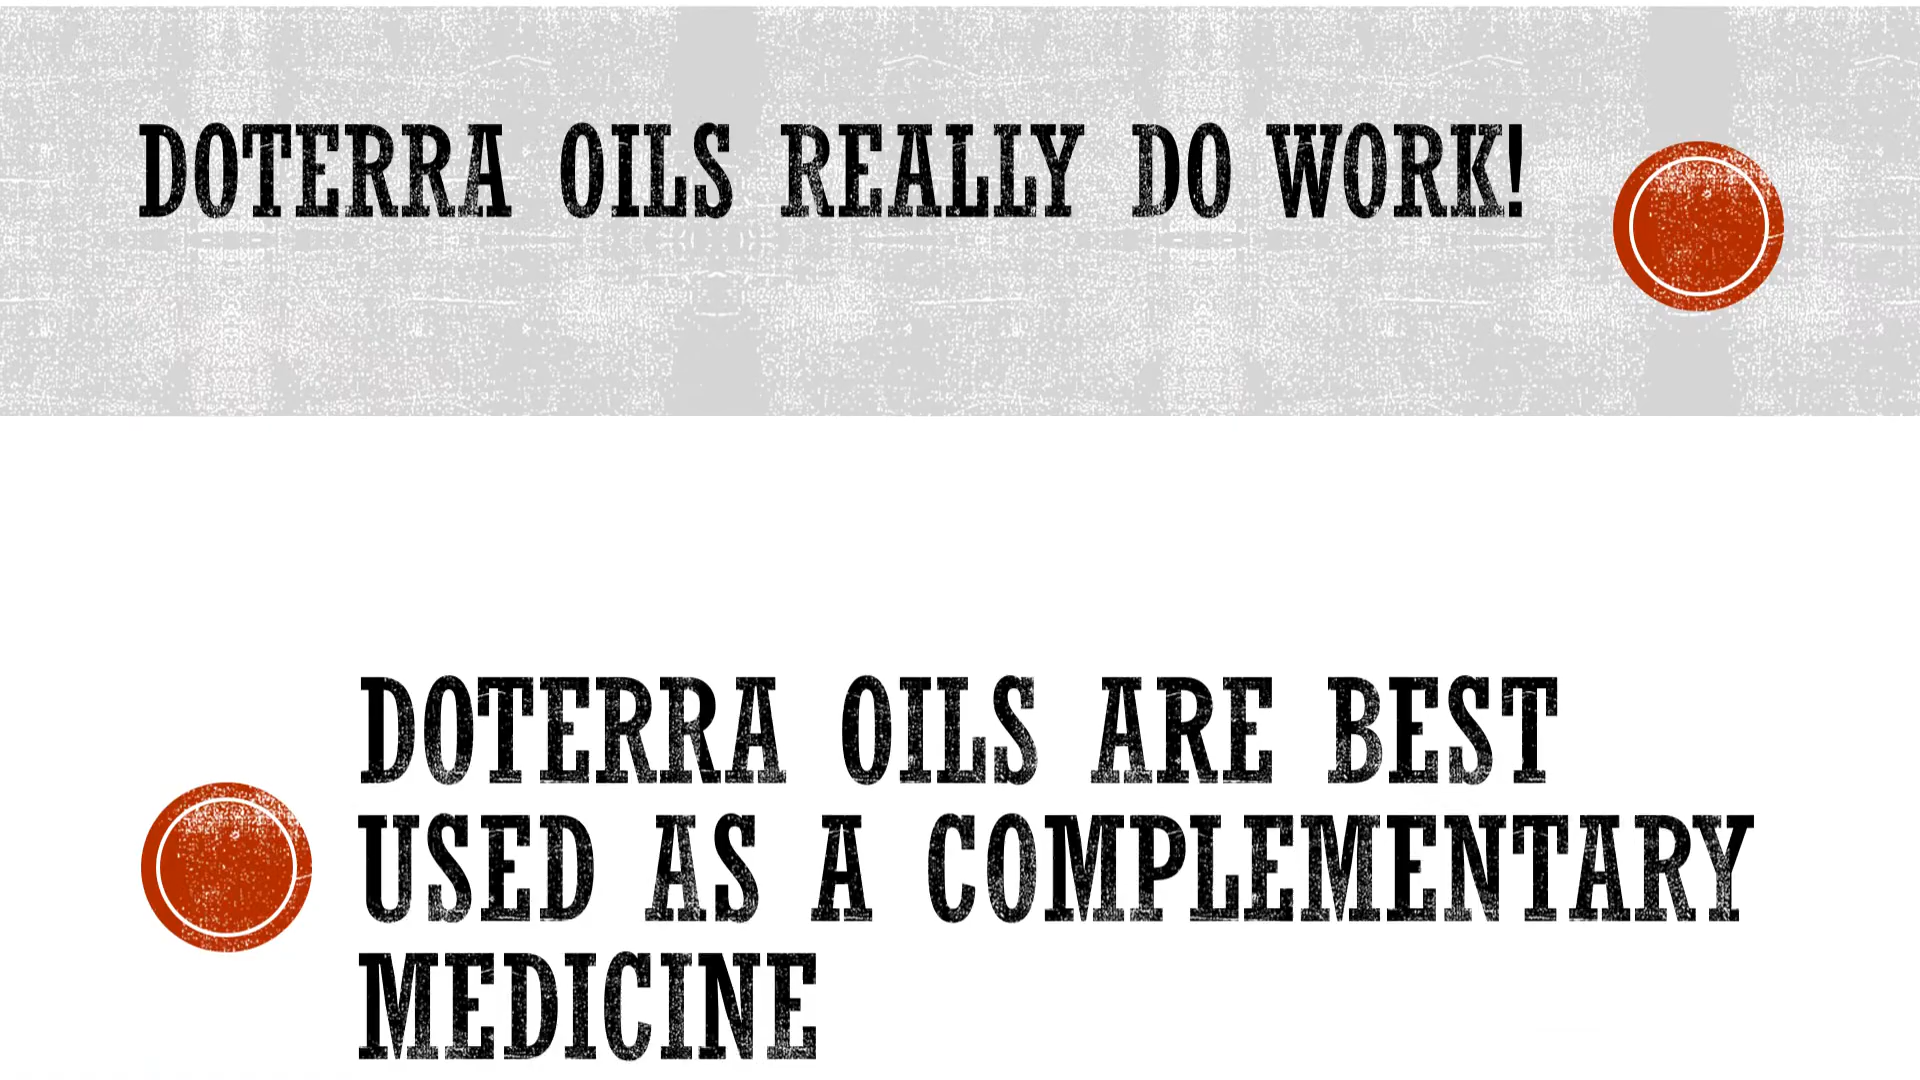 DOTERRA OILS REALLY DO WORK!
DOTERRA OILS ARE BEST
USED AS A COMPLEMENTARY
MEDICINE